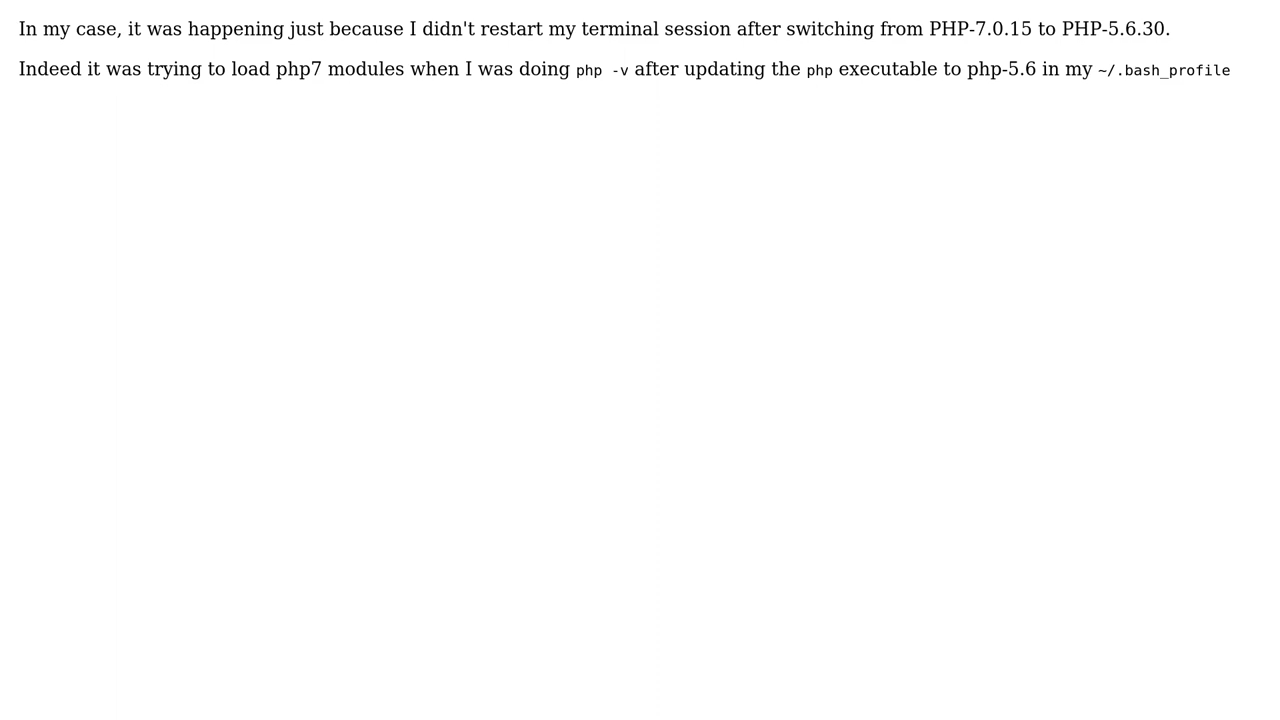 In my case, it was happening just because I didn't restart my terminal session after switching from PHP-7.0.15 to PHP-5.6.30.
Indeed it was trying to load php7 modules when I was doing php -v after updating the php executable to php-5.6 in my ~/.bash_profile